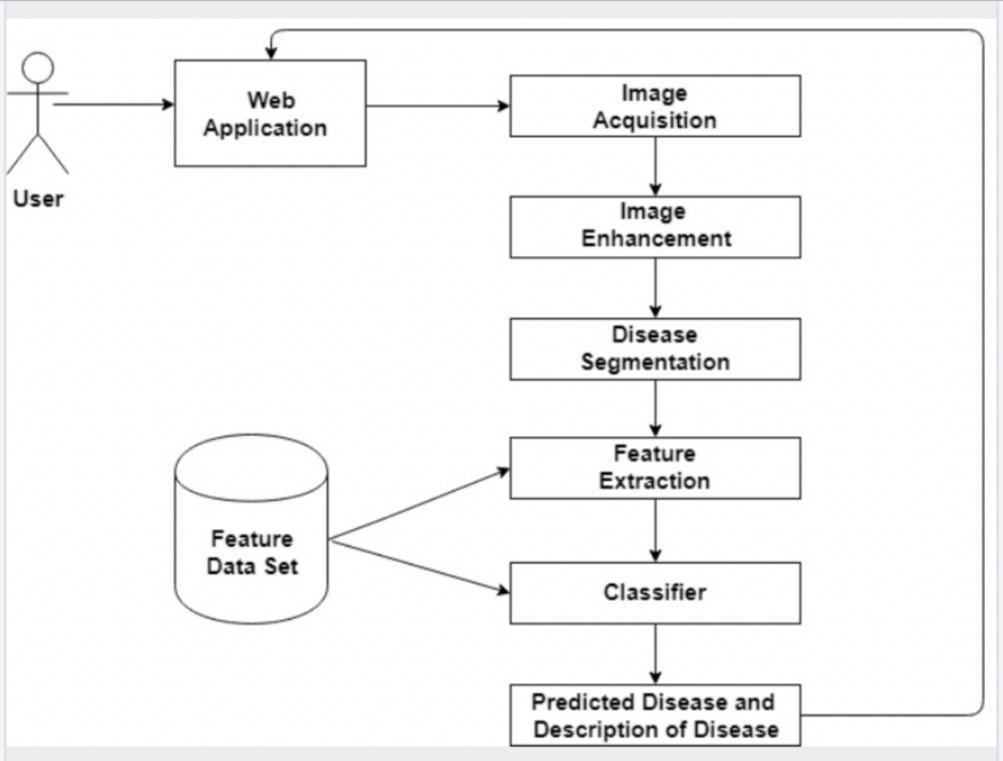 Web
Application
User
Image
Acquisition
Image
Enhancement
Disease
Segmentation
Feature
Extraction
Feature
Data Set
Classifier
Predicted Disease and
Description of Disease